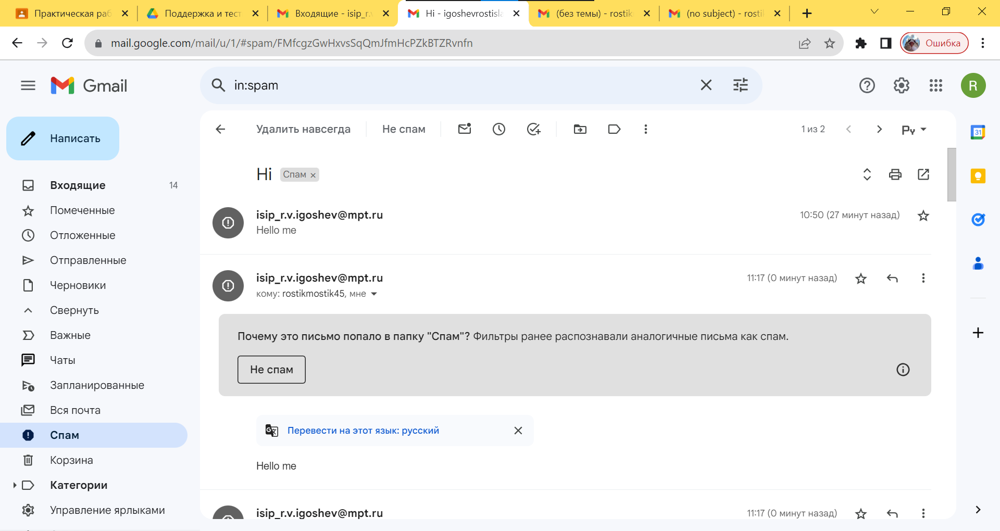 Практическая раб
Поддержка и тест
Входящие - isip_r.v
Hi - igoshevrostisla
(без темы) - rostik
(no subject) - rosti
mail.google.com/mail/u/1/#spam/FMfcgzGwHxvsSqQmJfmHcPZkBTZRvnfn
Ошибка
Gmail
in:spam
R
Написать
Удалить навсегда
Не спам
1 из 2
Ру
31
Hi
Спам
Входящие
14
Помеченные
Отложенные
Отправленные
Черновики
Свернуть
Важные
Чаты
Запланированные
Вся почта
Спам
Корзина
Категории
Управление ярлыками
isip_r.v.igoshev@mpt.ru
10:50 (27 минут назад)
Hello me
isip_r.v.igoshev@mpt.ru
11:17 (0 минут назад)
кому: rostikmostik45, мне
Почему это письмо попало в папку "Спам"? Фильтры ранее распознавали аналогичные письма как спам.
Не спам
Перевести на этот язык: русский
Hello me
isip_r.v.igoshev@mpt.ru
11:17 (0 минут назад)